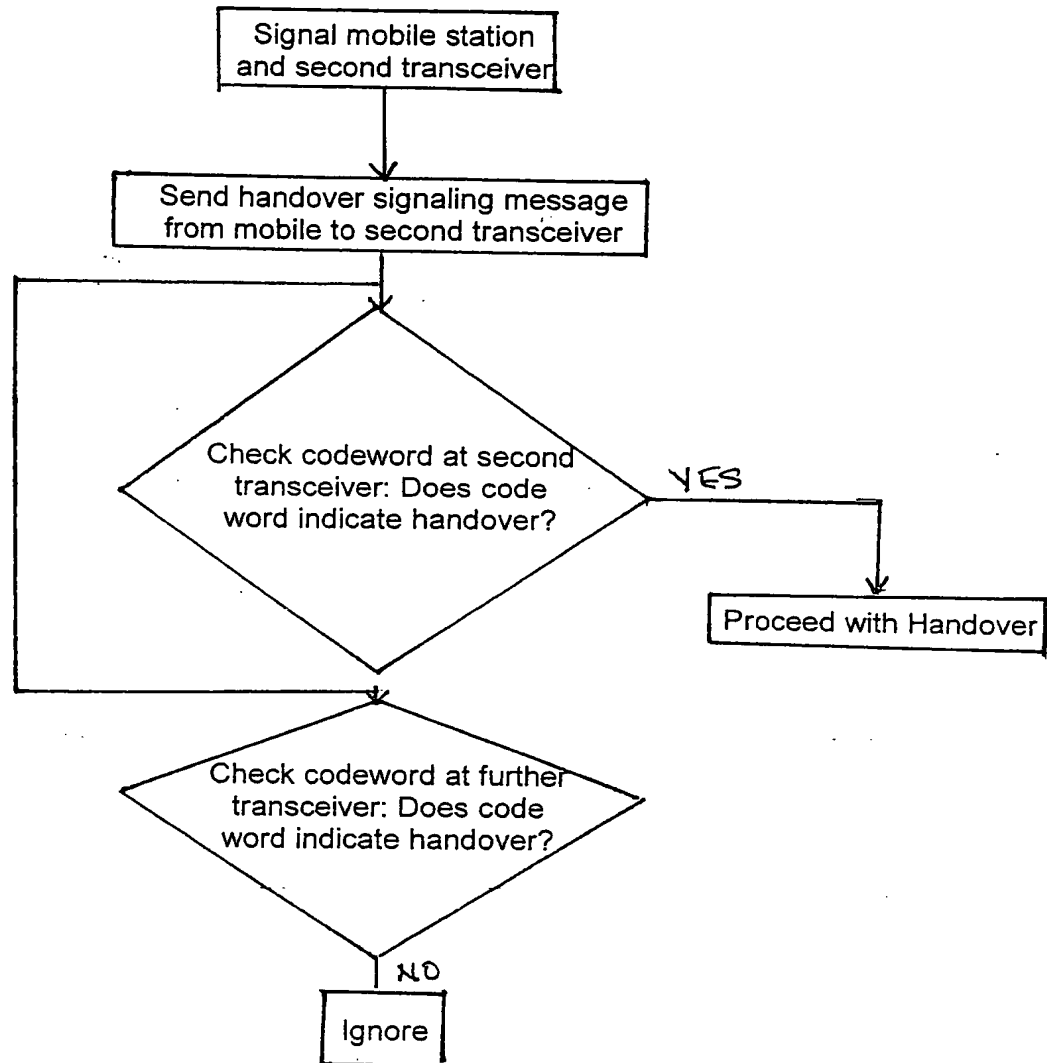 Signal mobile station
and second transceiver
Send handover signaling message
from mobile to second transceiver
Check codeword at second
transceiver: Does code
word indicate handover?
YES
Proceed with Handover
Check codeword at further
transceiver: Does code
word indicate handover?
NO
Ignore